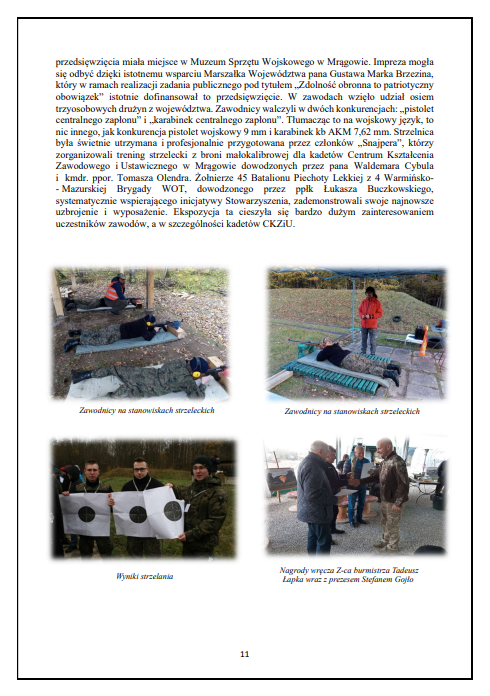 przedsięwzięcia miała miejsce w Muzeum Sprzętu Wojskowego w Mrągowie. Impreza mogła
się odbyć dzięki istotnemu wsparciu Marszałka Województwa pana Gustawa Marka Brzezina,
który w ramach realizacji zadania publicznego pod tytułem „Zdolność obronna to patriotyczny
obowiązek” istotnie dofinansował to przedsięwzięcie. W zawodach wzięło udział osiem
trzyosobowych drużyn z województwa. Zawodnicy walczyli w dwóch konkurencjach: „pistolet
centralnego zapłonu” i „karabinek centralnego zapłonu”. Tłumacząc to na wojskowy język, to
nic innego, jak konkurencja pistolet wojskowy 9 mm i karabinek kb AKM 7,62 mm. Strzelnica
była świetnie utrzymana i profesjonalnie przygotowana przez członków „Snajpera”, którzy
zorganizowali trening strzelecki z broni małokalibrowej dla kadetów Centrum Kształcenia
Zawodowego i Ustawicznego w Mrągowie dowodzonych przez pana Waldemara Cybula
i kmdr. ppor. Tomasza Olendra. Żołnierze 45 Batalionu Piechoty Lekkiej z 4 Warmińsko-
- Mazurskiej Brygady WOT, dowodzonego przez ppłk Łukasza Buczkowskiego,
systematycznie wspierającego inicjatywy Stowarzyszenia, zademonstrowali swoje najnowsze
uzbrojenie i wyposażenie. Ekspozycja ta cieszyła się bardzo dużym zainteresowaniem
uczestników zawodów, a w szczególności kadetów CKZiU.
Zawodnicy na stanowiskach strzeleckich
Zawodnicy na stanowiskach strzeleckich
Wyniki strzelania
Nagrody wręcza Z-ca burmistrza Tadeusz
Łapka wraz z prezesem Stefanem Gojło
11